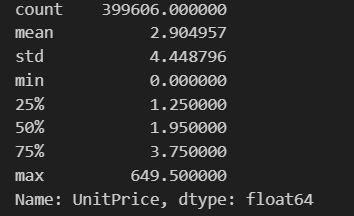 count    399606.000000
mean          2.904957
std           4.448796
min           0.000000
25%           1.250000
50%           1.950000
75%           3.750000
max         649.500000
Name: UnitPrice, dtype: float64